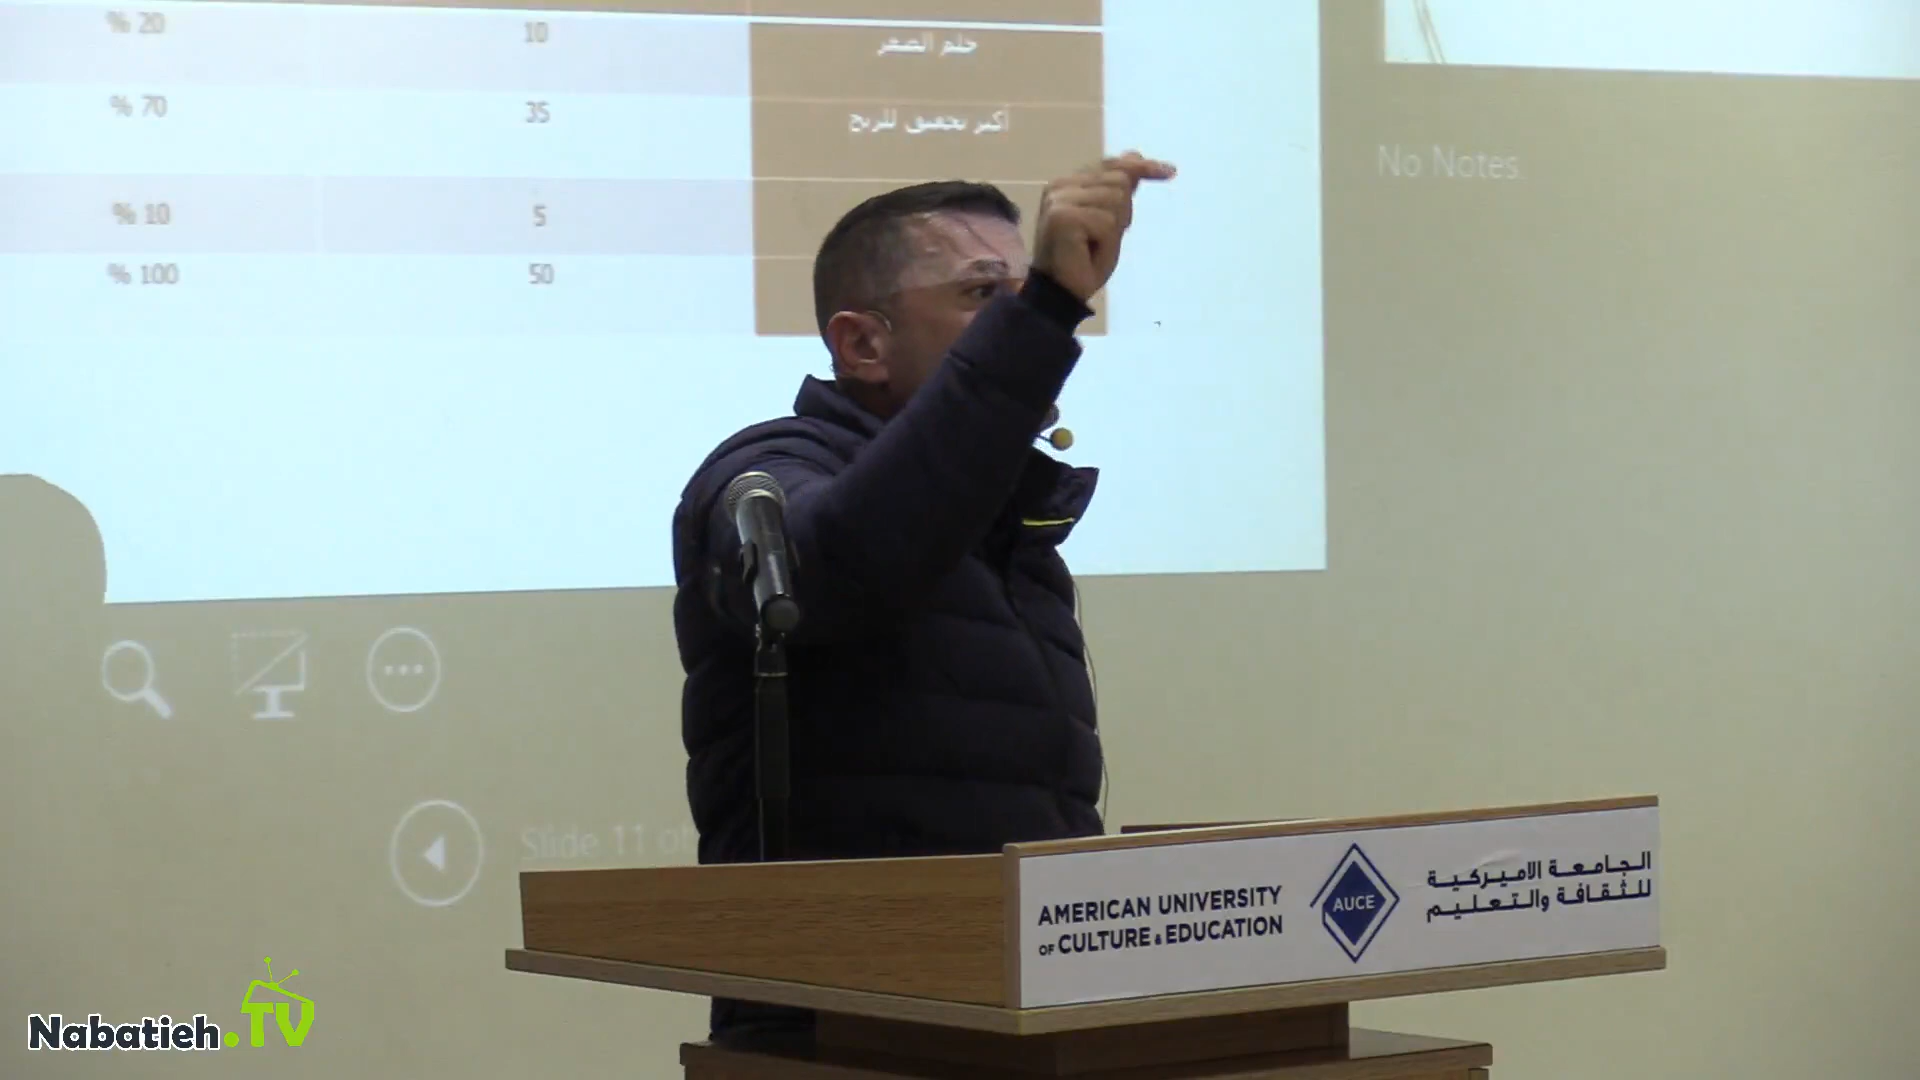 % 20 10 حلم الصغر
% 70 35 أكبر تحقيق للربح
% 10 5
% 100 50
No Notes.
Slide 11 of
AMERICAN UNIVERSITY
OF CULTURE & EDUCATION
AUCE
الجامعة الاميركية
للثقافة والتعليم
Nabatieh.TV